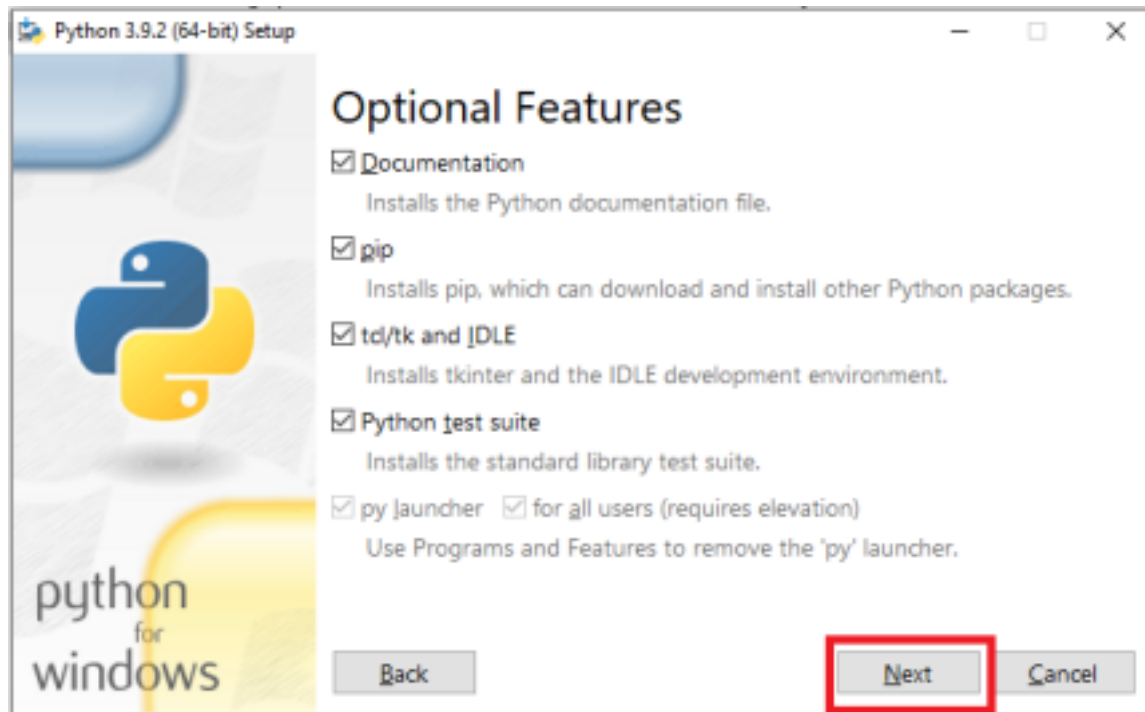 Python 3.9.2 (64-bit) Setup
Optional Features
Documentation
Installs the Python documentation file.
pip
Installs pip, which can download and install other Python packages.
tcl/tk and IDLE
Installs tkinter and the IDLE development environment.
Python test suite
Installs the standard library test suite.
py launcher for all users (requires elevation)
Use Programs and Features to remove the 'py' launcher.
python
for
windows
Back Next Cancel